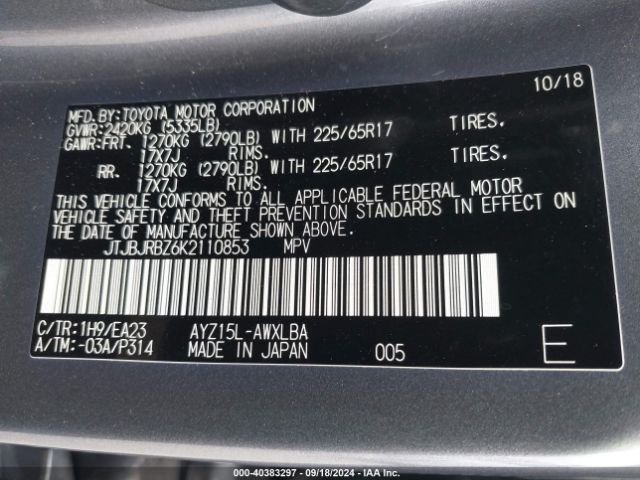 10/18
MFD.BY:TOYOTA MOTOR CORPORATION
GVWR:2420KG (5335LB)
GAWR:FRT. 1270KG (2790LB) WITH 225/65R17 TIRES.
17X7J RIMS.
RR. 1270KG (2790LB) WITH 225/65R17 TIRES.
17X7J RIMS.
THIS VEHICLE CONFORMS TO ALL APPLICABLE FEDERAL MOTOR
VEHICLE SAFETY AND THEFT PREVENTION STANDARDS IN EFFECT ON
THE DATE OF MANUFACTURE SHOWN ABOVE.
JTJBJRBZ6K2110853 MPV
C/TR:1H9/EA23 AYZ15L-AWXLBA
A/TM:-03A/P314 MADE IN JAPAN 005 E
000 - 40383297 - 09/18/2024 - IAA Inc.